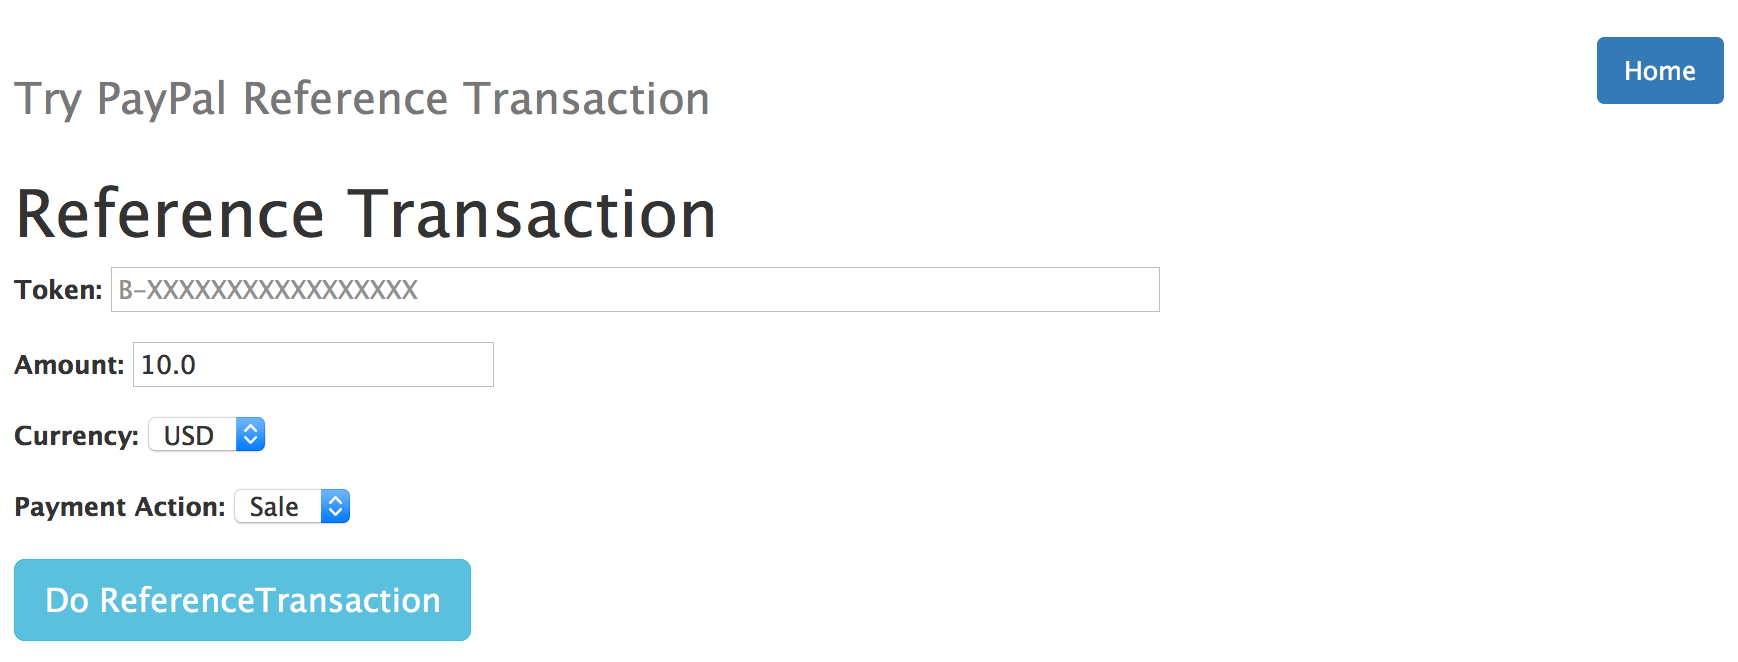 Home
Try PayPal Reference Transaction
Reference Transaction
Token: B-XXXXXXXXXXXXXXXXX
Amount: 10.0
Currency: USD
Payment Action: Sale
Do ReferenceTransaction